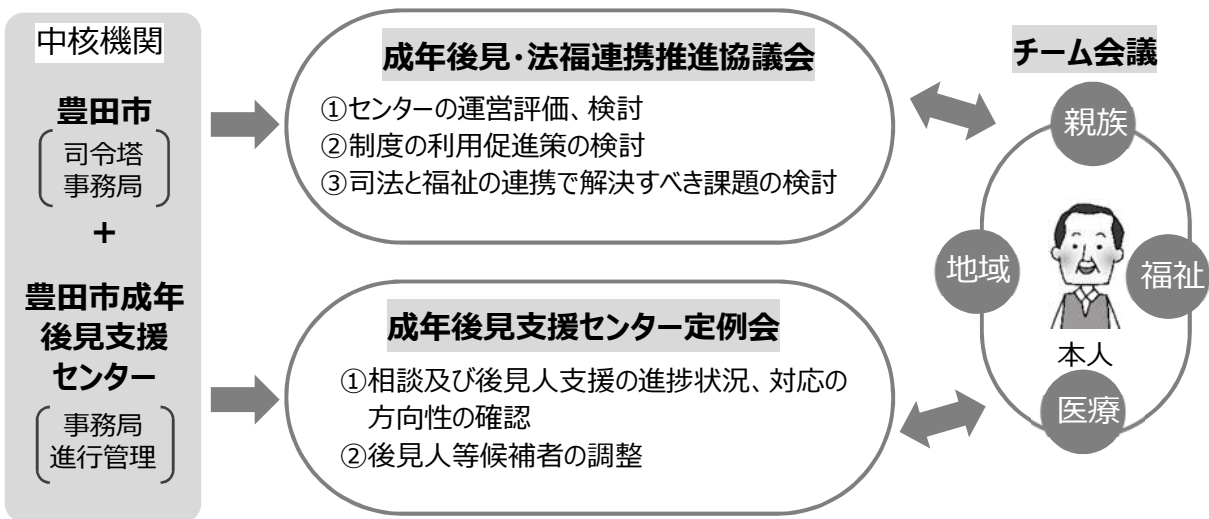 中核機関
豊田市
司令塔
事務局
+
豊田市成年
後見支援
センター
事務局
進行管理
成年後見・法福連携推進協議会
①センターの運営評価、検討
②制度の利用促進策の検討
③司法と福祉の連携で解決すべき課題の検討
成年後見支援センター定例会
①相談及び後見人支援の進捗状況、対応の
方向性の確認
②後見人等候補者の調整
チーム会議
親族
地域
福祉
本人
医療